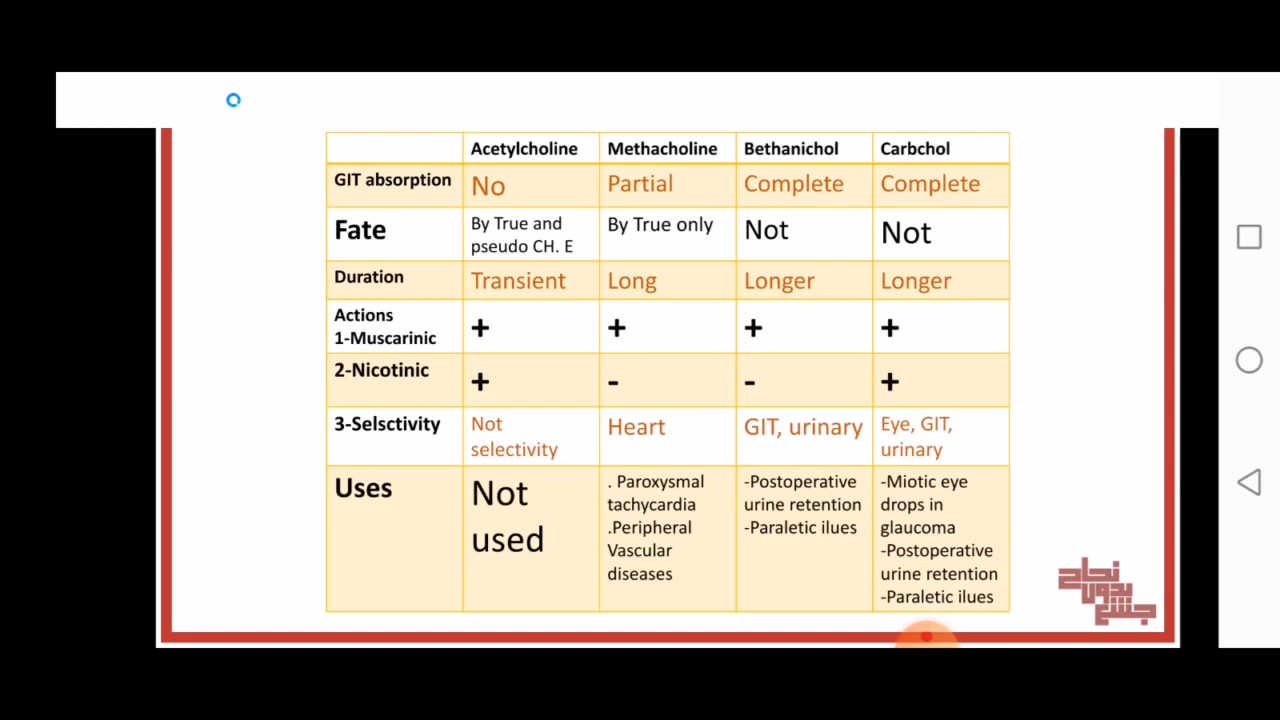 Acetylcholine Methacholine Bethanichol Carbchol
GIT absorption No Partial Complete Complete
Fate By True and By True only Not Not
pseudo CH. E
Duration Transient Long Longer Longer
Actions
1-Muscarinic + + + +
2-Nicotinic + - - +
3-Selsctivity Not Heart GIT, urinary Eye, GIT,
selectivity urinary
Uses Not . Paroxysmal -Postoperative -Miotic eye
used tachycardia urine retention drops in
.Peripheral -Paraletic ilues glaucoma
Vascular -Postoperative
diseases urine retention
-Paraletic ilues
نجاح
بدون